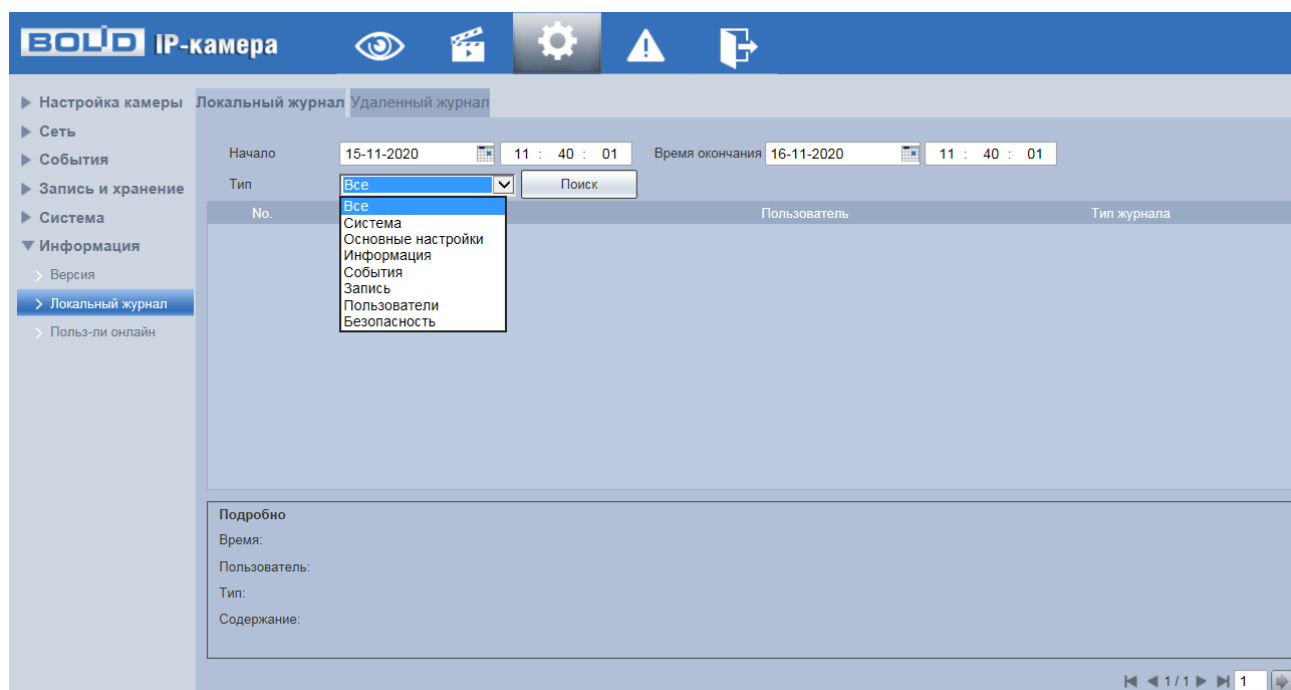 BOLID IP-камера
Настройка камеры
Сеть
События
Запись и хранение
Система
Информация
Версия
Локальный журнал
Польз-ли онлайн
Локальный журнал Удаленный журнал
Начало 15-11-2020 11 : 40 : 01 Время окончания 16-11-2020 11 : 40 : 01
Тип Все Поиск
Все
Система
Основные настройки
Информация
События
Запись
Пользователи
Безопасность
No. Пользователь Тип журнала
Подробно
Время:
Пользователь:
Тип:
Содержание:
1 / 1 1